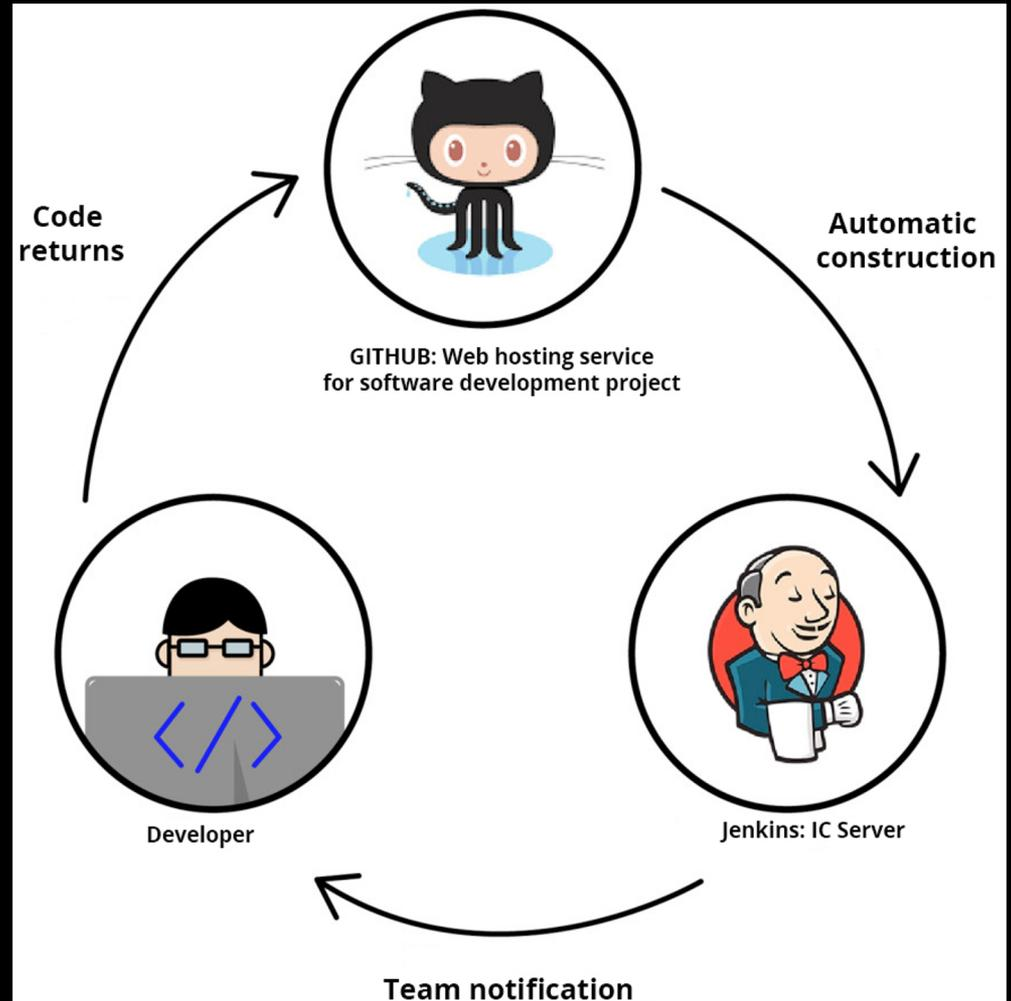 Code
returns
Automatic
construction
GITHUB: Web hosting service
for software development project
</>
Developer
Jenkins: IC Server
Team notification